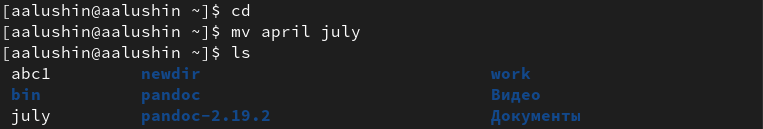 [aalushin@aalushin ~]$ cd
[aalushin@aalushin ~]$ mv april july
[aalushin@aalushin ~]$ ls
abc1 newdir work
bin pandoc Видео
july pandoc-2.19.2 Документы